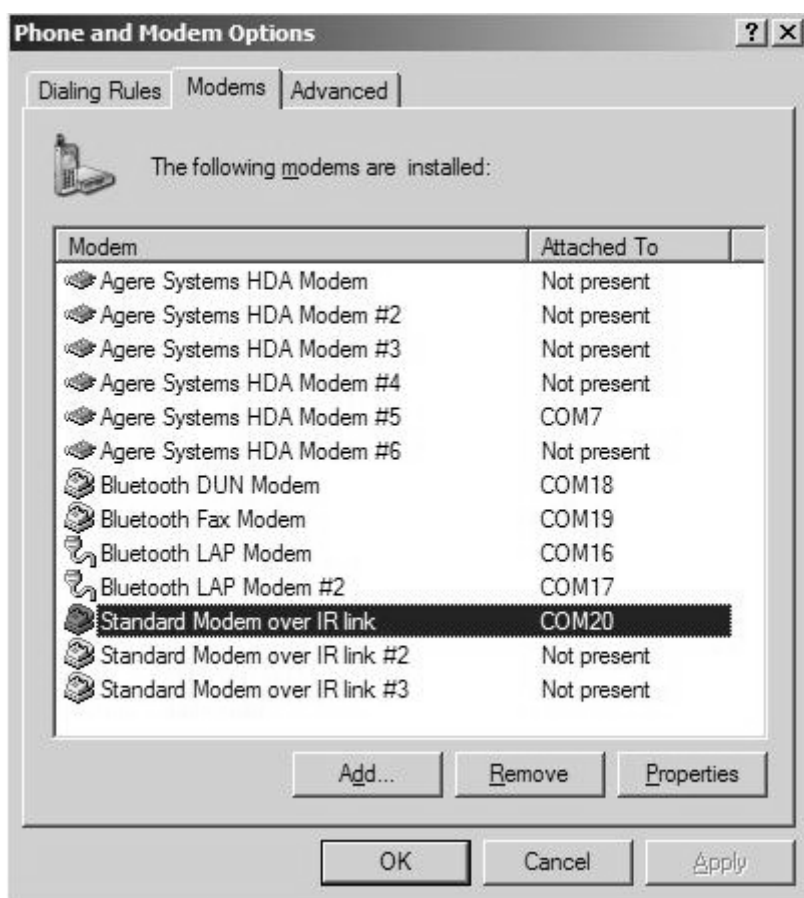 Phone and Modem Options
Dialing Rules Modems Advanced
The following modems are installed:
Modem Attached To
Agere Systems HDA Modem Not present
Agere Systems HDA Modem #2 Not present
Agere Systems HDA Modem #3 Not present
Agere Systems HDA Modem #4 Not present
Agere Systems HDA Modem #5 COM7
Agere Systems HDA Modem #6 Not present
Bluetooth DUN Modem COM18
Bluetooth Fax Modem COM19
Bluetooth LAP Modem COM16
Bluetooth LAP Modem #2 COM17
Standard Modem over IR link COM20
Standard Modem over IR link #2 Not present
Standard Modem over IR link #3 Not present
Add... Remove Properties
OK Cancel Apply